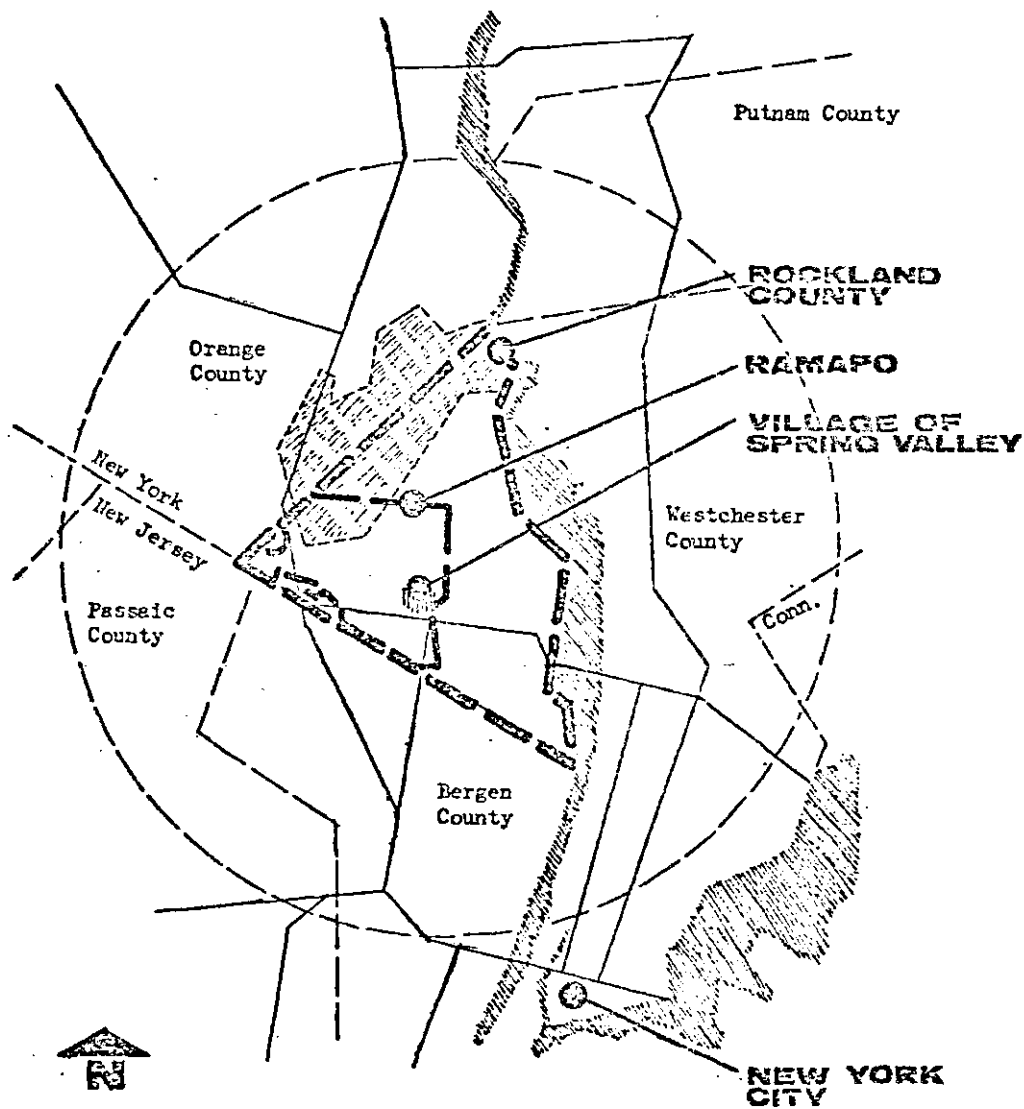 Putnam County
ROCKLAND
COUNTY
Orange
County
RAMAPO
VILLAGE OF
SPRING VALLEY
New York
New Jersey
Westchester
County
Passaic
County
Conn.
Bergen
County
N
NEW YORK
CITY